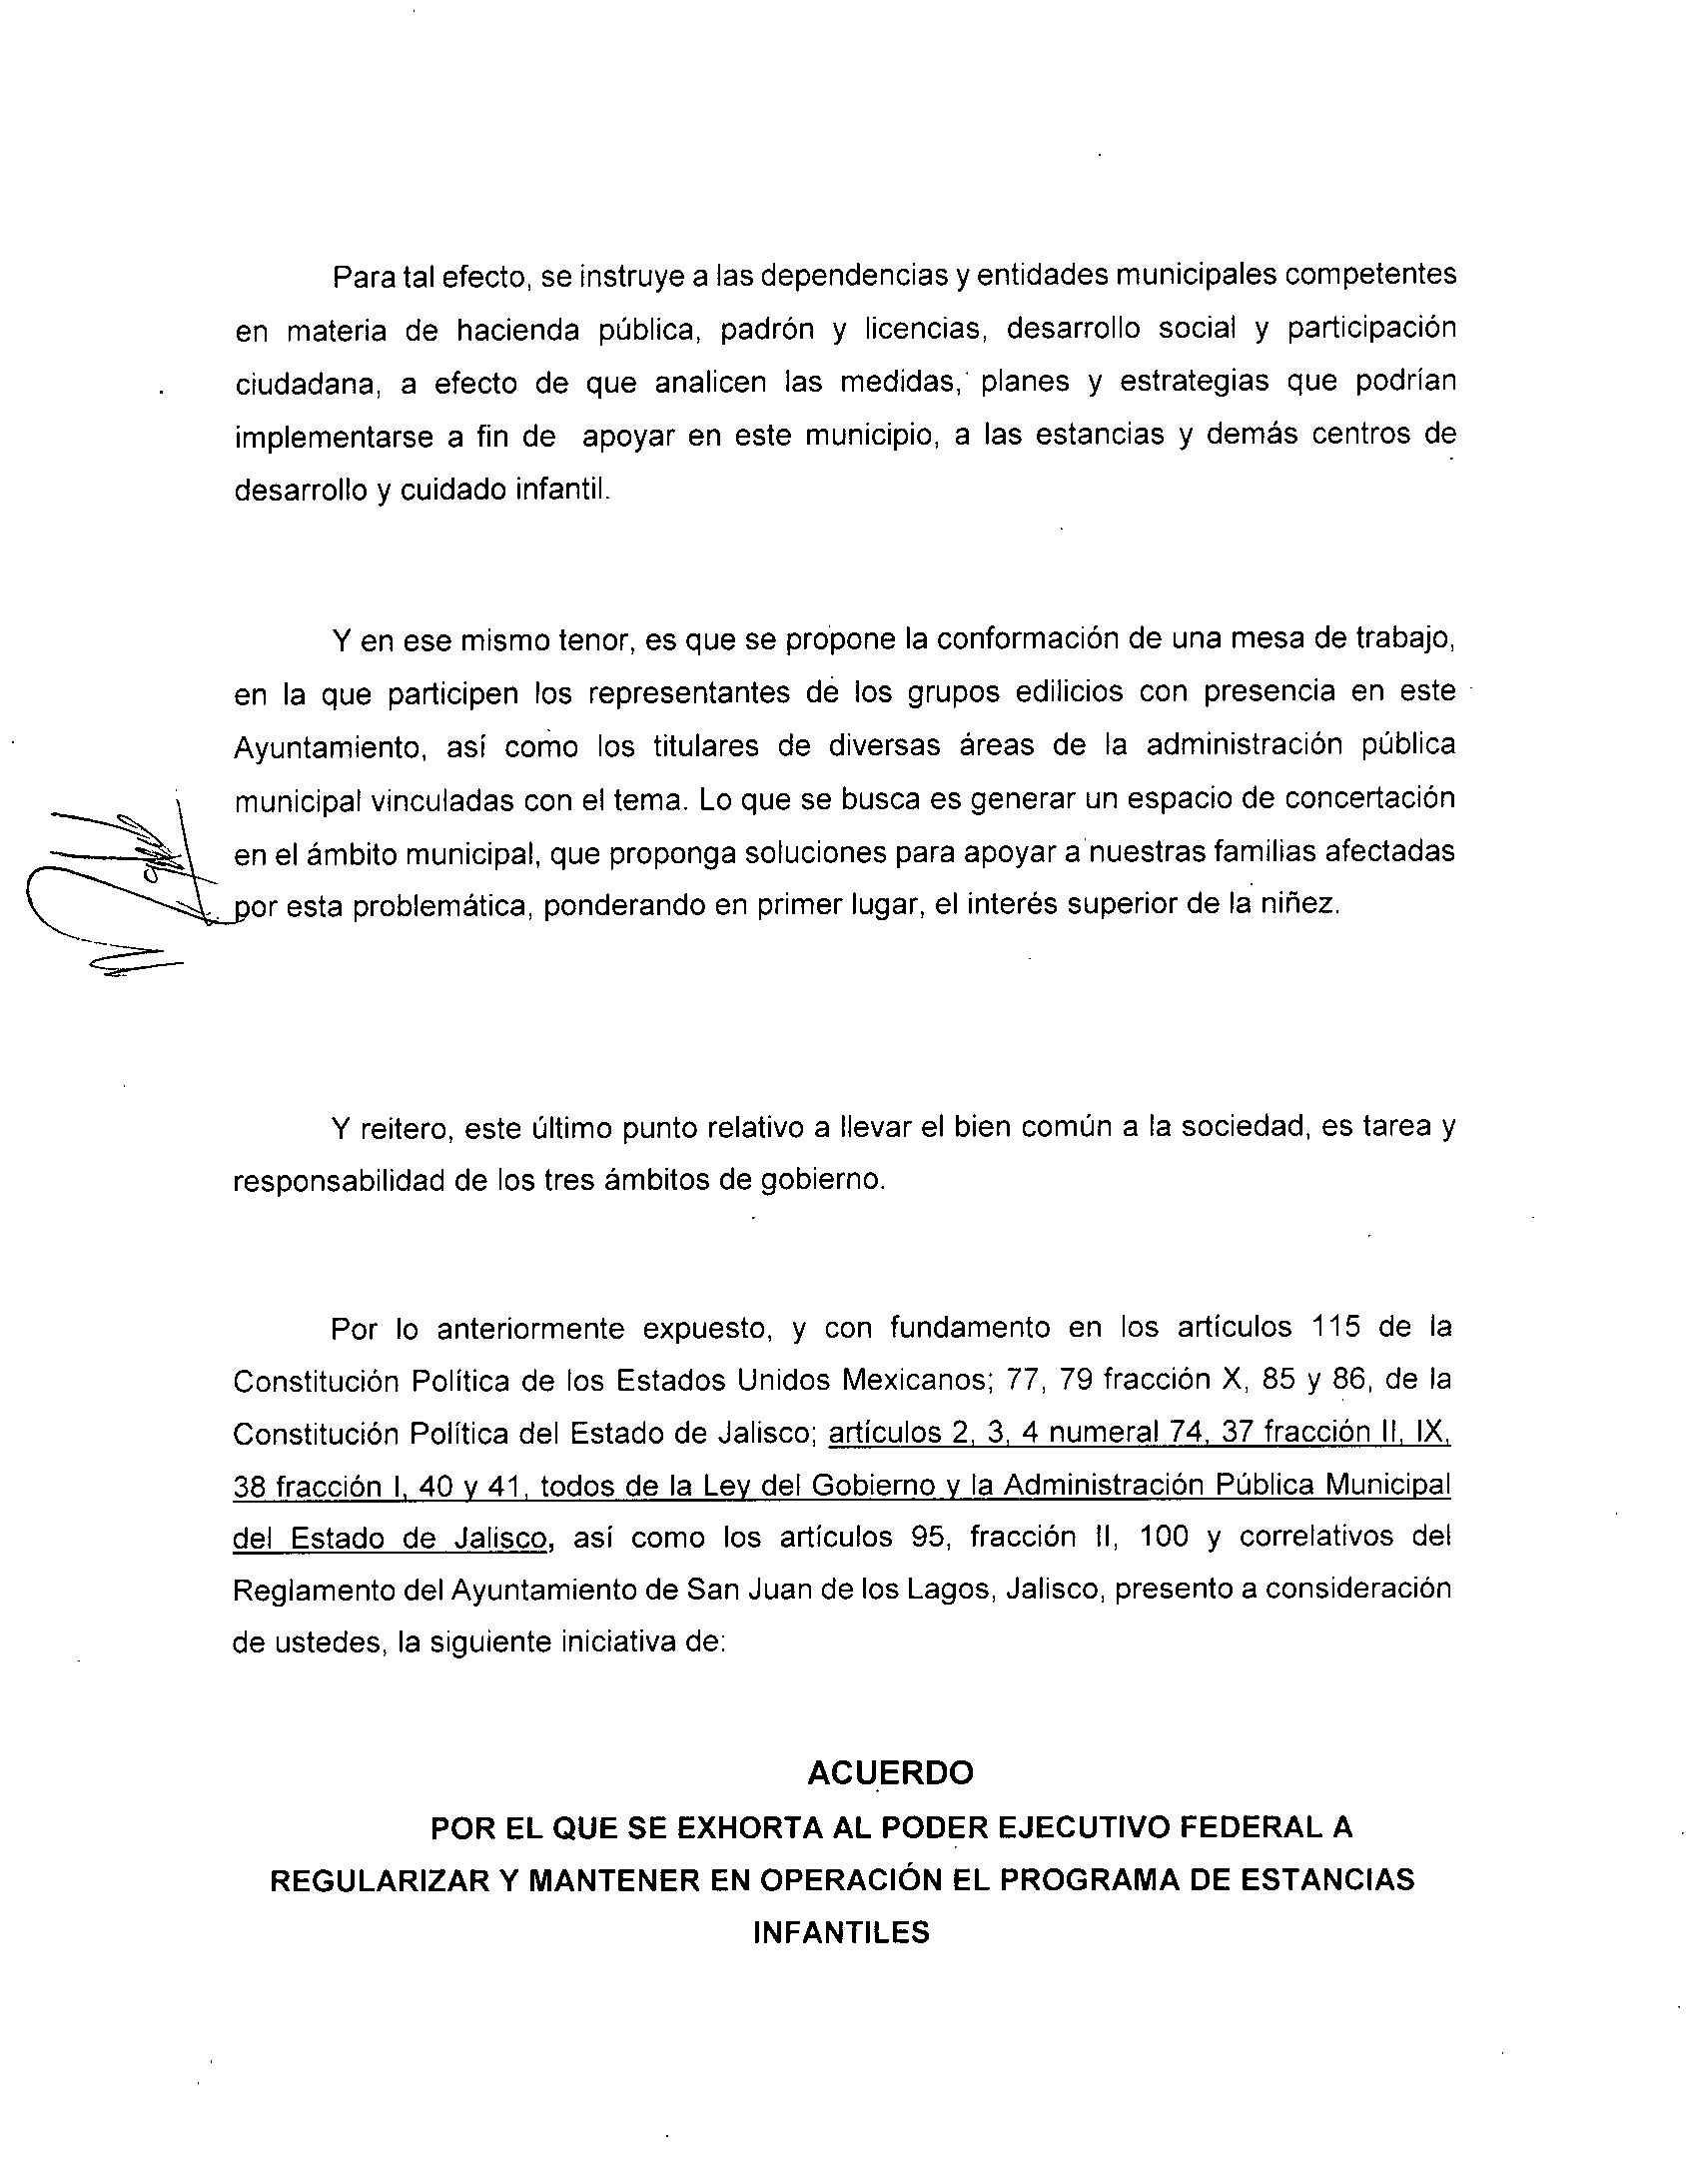 Para tal efecto, se instruye a las dependencias y entidades municipales competentes
en materia de hacienda pública, padrón y licencias, desarrollo social y participación
ciudadana, a efecto de que analicen las medidas, planes y estrategias que podrían
implementarse a fin de apoyar en este municipio, a las estancias y demás centros de
desarrollo y cuidado infantil.
Y en ese mismo tenor, es que se propone la conformación de una mesa de trabajo,
en la que participen los representantes de los grupos edilicios con presencia en este
Ayuntamiento, así como los titulares de diversas áreas de la administración pública
municipal vinculadas con el tema. Lo que se busca es generar un espacio de concertación
en el ámbito municipal, que proponga soluciones para apoyar a nuestras familias afectadas
por esta problemática, ponderando en primer lugar, el interés superior de la niñez.
Y reitero, este último punto relativo a llevar el bien común a la sociedad, es tarea y
responsabilidad de los tres ámbitos de gobierno.
Por lo anteriormente expuesto, y con fundamento en los artículos 115 de la
Constitución Política de los Estados Unidos Mexicanos; 77, 79 fracción X, 85 y 86, de la
Constitución Política del Estado de Jalisco; artículos 2, 3, 4 numeral 74, 37 fracción II, IX,
38 fracción I, 40 y 41, todos de la Ley del Gobierno y la Administración Pública Municipal
del Estado de Jalisco, así como los artículos 95, fracción II, 100 y correlativos del
Reglamento del Ayuntamiento de San Juan de los Lagos, Jalisco, presento a consideración
de ustedes, la siguiente iniciativa de:
ACUERDO
POR EL QUE SE EXHORTA AL PODER EJECUTIVO FEDERAL A
REGULARIZAR Y MANTENER EN OPERACIÓN EL PROGRAMA DE ESTANCIAS
INFANTILES